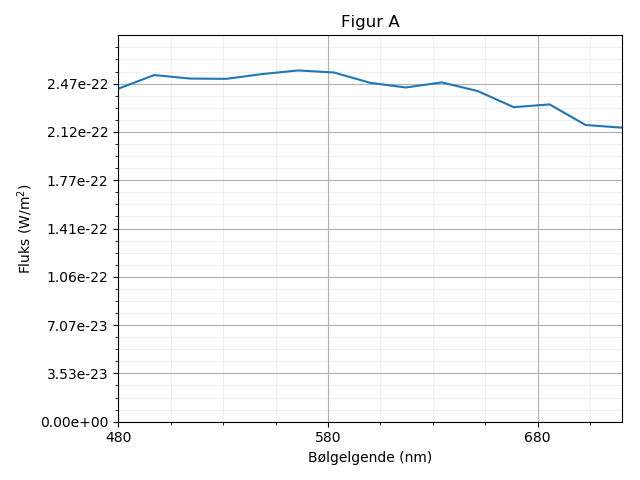 Figur A
2.47e-22
2.12e-22
1.77e-22
1.41e-22
1.06e-22
7.07e-23
3.53e-23
0.00e+00
Fluks (W/m²)
480 580 680
Bølgelgende (nm)